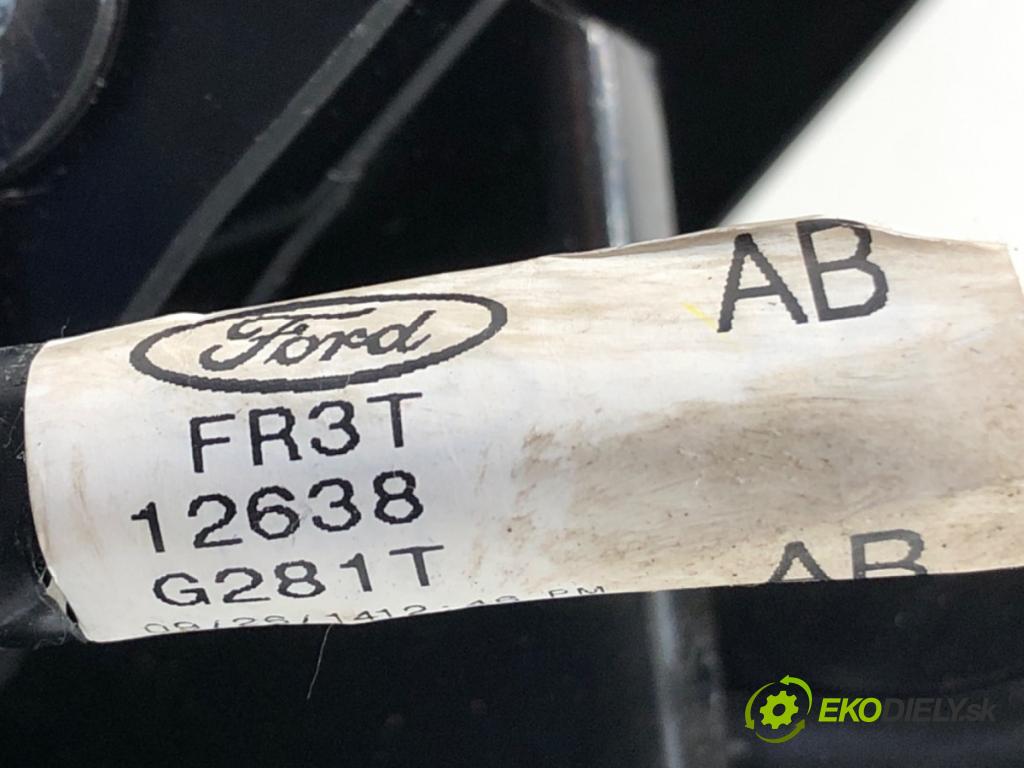 AB
Ford
FR3T
12638
G281T
AB
EKODIELY.sk